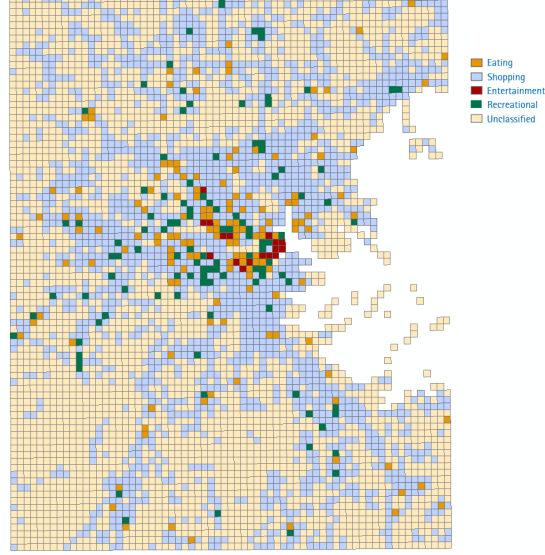 Eating
Shopping
Entertainment
Recreational
Unclassified